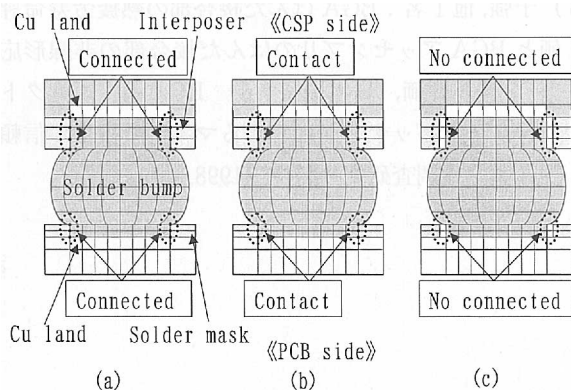 Cu land
Interposer
《CSP side》
Connected
Contact
No connected
Solder bump
Connected
Contact
No connected
Cu land
Solder mask
《PCB side》
(a)
(b)
(c)